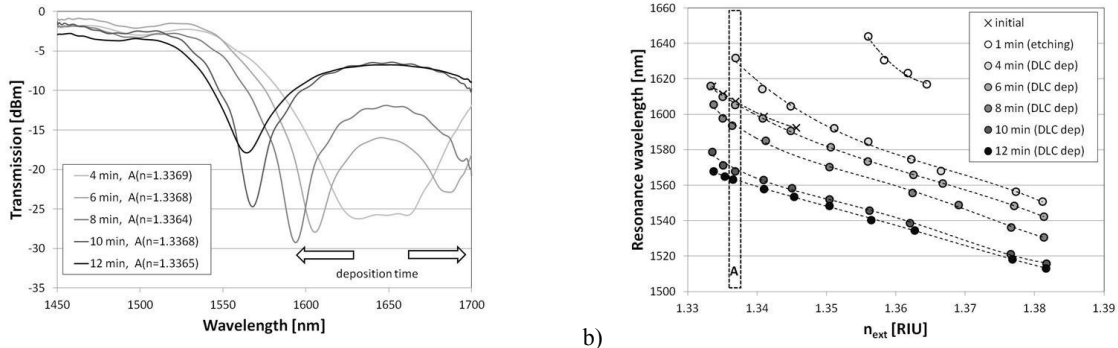 0
-5
-10
-15
-20
-25
-30
-35
Transmission [dBm]
4 min, A(n=1.3369)
6 min, A(n=1.3368)
8 min, A(n=1.3364)
10 min, A(n=1.3368)
12 min, A(n=1.3365)
deposition time
1450 1500 1550 1600 1650 1700
Wavelength [nm]
b)
1660
1640
1620
1600
1580
1560
1540
1520
1500
Resonance wavelength [nm]
initial
1 min (etching)
4 min (DLC dep)
6 min (DLC dep)
8 min (DLC dep)
10 min (DLC dep)
12 min (DLC dep)
A
1.33 1.34 1.35 1.36 1.37 1.38 1.39
next [RIU]